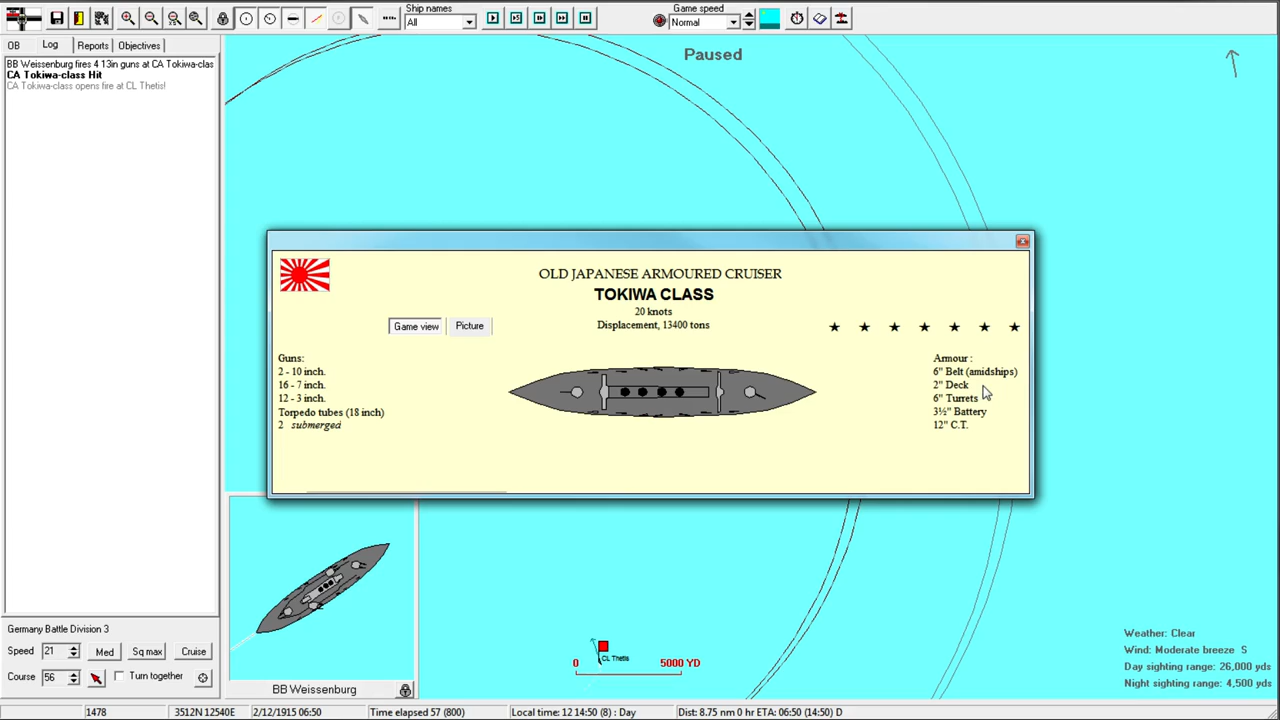 Ship names
All
Game speed
Normal
OB
Log
Reports
Objectives
BB Weissenburg fires 4 13in guns at CA Tokiwa-clas
CA Tokiwa-class Hit
CA Tokiwa-class opens fire at CL Thetis!
Paused
OLD JAPANESE ARMOURED CRUISER
TOKIWA CLASS
20 knots
Displacement, 13400 tons
Game view
Picture
★ ★ ★ ★ ★ ★ ★
Guns:
2 - 10 inch.
16 - 7 inch.
12 - 3 inch.
Torpedo tubes (18 inch)
2 submerged
Armour :
6" Belt (amidships)
2" Deck
6" Turrets
3½" Battery
12" C.T.
Germany Battle Division 3
Speed 21 Med Sq max Cruise
Course 56 Turn together
BB Weissenburg
CL Thetis
0 5000 YD
Weather: Clear
Wind: Moderate breeze S
Day sighting range: 26,000 yds
Night sighting range: 4,500 yds
1478 3512N 12540E 2/12/1915 06:50 Time elapsed 57 (800) Local time: 12 14:50 (8) : Day Dist: 8.75 nm 0 hr ETA: 06:50 (14:50) D